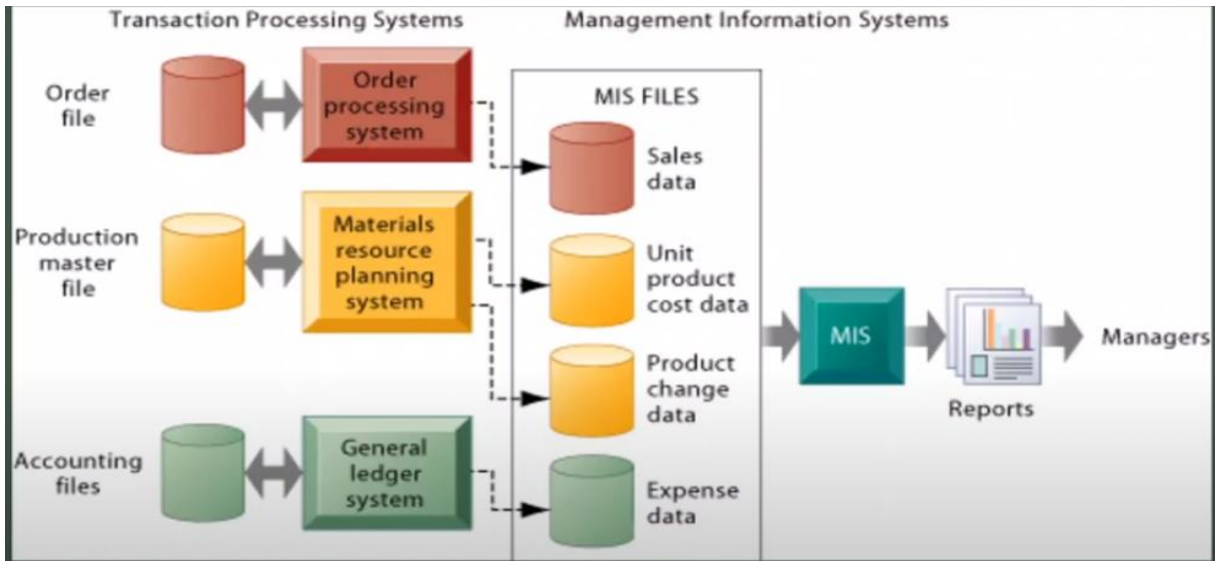 Transaction Processing Systems
Management Information Systems
Order
file
Order
processing
system
Production
master
file
Materials
resource
planning
system
Accounting
files
General
ledger
system
MIS FILES
Sales
data
Unit
product
cost data
Product
change
data
Expense
data
MIS
Reports
Managers